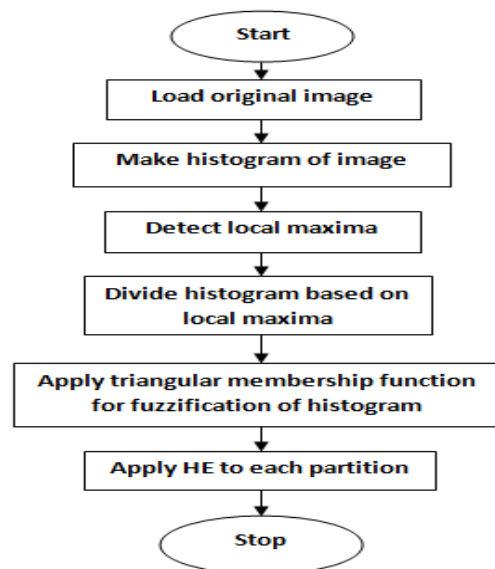 Start
Load original image
Make histogram of image
Detect local maxima
Divide histogram based on
local maxima
Apply triangular membership function
for fuzzification of histogram
Apply HE to each partition
Stop